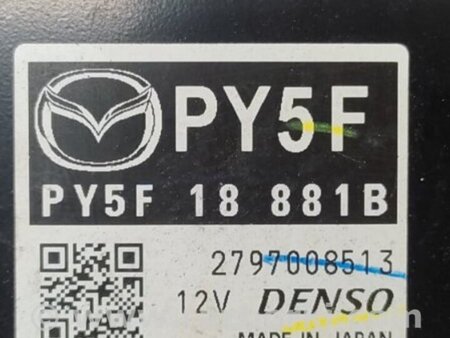 PY5F
PY5F 18 881B
2797008513
12V DENSO
MADE IN JAPAN